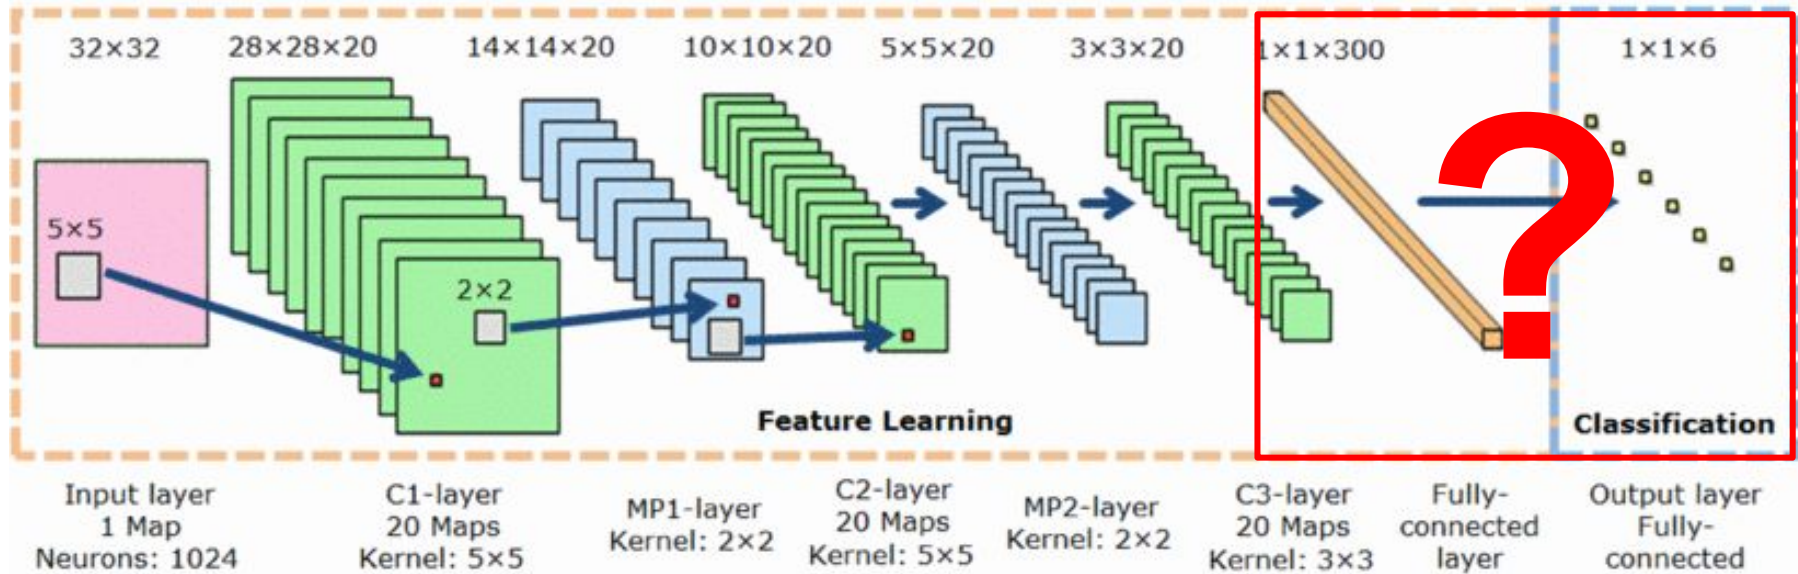 32×32
28×28×20
14×14×20
10×10×20
5×5×20
3×3×20
1×1×300
1×1×6
5×5
2×2
?
Feature Learning
Classification
Input layer
1 Map
Neurons: 1024
C1-layer
20 Maps
Kernel: 5×5
MP1-layer
Kernel: 2×2
C2-layer
20 Maps
Kernel: 5×5
MP2-layer
Kernel: 2×2
C3-layer
20 Maps
Kernel: 3×3
Fully-
connected
layer
Output layer
Fully-
connected